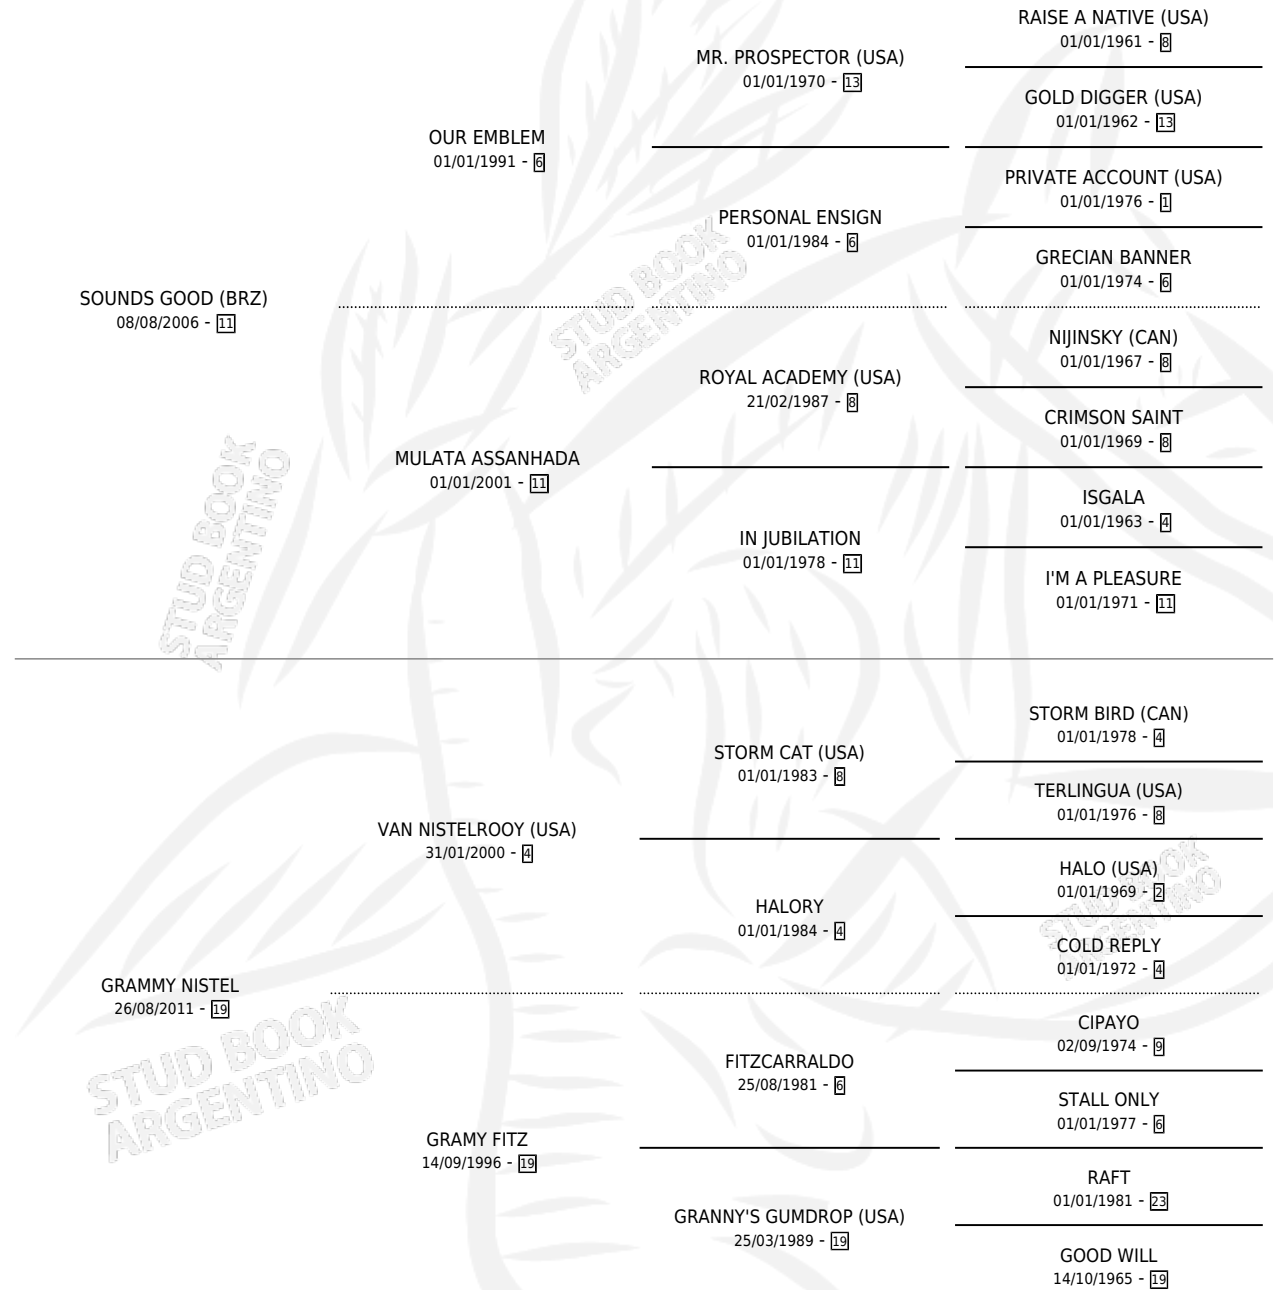 RAISE A NATIVE (USA)
01/01/1961 - 8
MR. PROSPECTOR (USA)
01/01/1970 - 13
GOLD DIGGER (USA)
01/01/1962 - 13
OUR EMBLEM
01/01/1991 - 6
PRIVATE ACCOUNT (USA)
01/01/1976 - 1
PERSONAL ENSIGN
01/01/1984 - 6
GRECIAN BANNER
01/01/1974 - 6
SOUNDS GOOD (BRZ)
08/08/2006 - 11
STUD BOOK
ARGENTINO
NIJINSKY (CAN)
01/01/1967 - 8
ROYAL ACADEMY (USA)
21/02/1987 - 8
CRIMSON SAINT
01/01/1969 - 8
MULATA ASSANHADA
01/01/2001 - 11
ISGALA
01/01/1963 - 4
IN JUBILATION
01/01/1978 - 11
I'M A PLEASURE
01/01/1971 - 11
STUD BOOK
ARGENTINO
STORM BIRD (CAN)
01/01/1978 - 4
STORM CAT (USA)
01/01/1983 - 8
TERLINGUA (USA)
01/01/1976 - 8
VAN NISTELROOY (USA)
31/01/2000 - 4
HALO (USA)
01/01/1969 - 2
HALORY
01/01/1984 - 4
STUD BOOK
ARGENTINO
COLD REPLY
01/01/1972 - 4
GRAMMY NISTEL
26/08/2011 - 19
STUD BOOK
ARGENTINO
CIPAYO
02/09/1974 - 9
FITZCARRALDO
25/08/1981 - 6
STALL ONLY
01/01/1977 - 6
GRAMY FITZ
14/09/1996 - 19
RAFT
01/01/1981 - 23
GRANNY'S GUMDROP (USA)
25/03/1989 - 19
GOOD WILL
14/10/1965 - 19